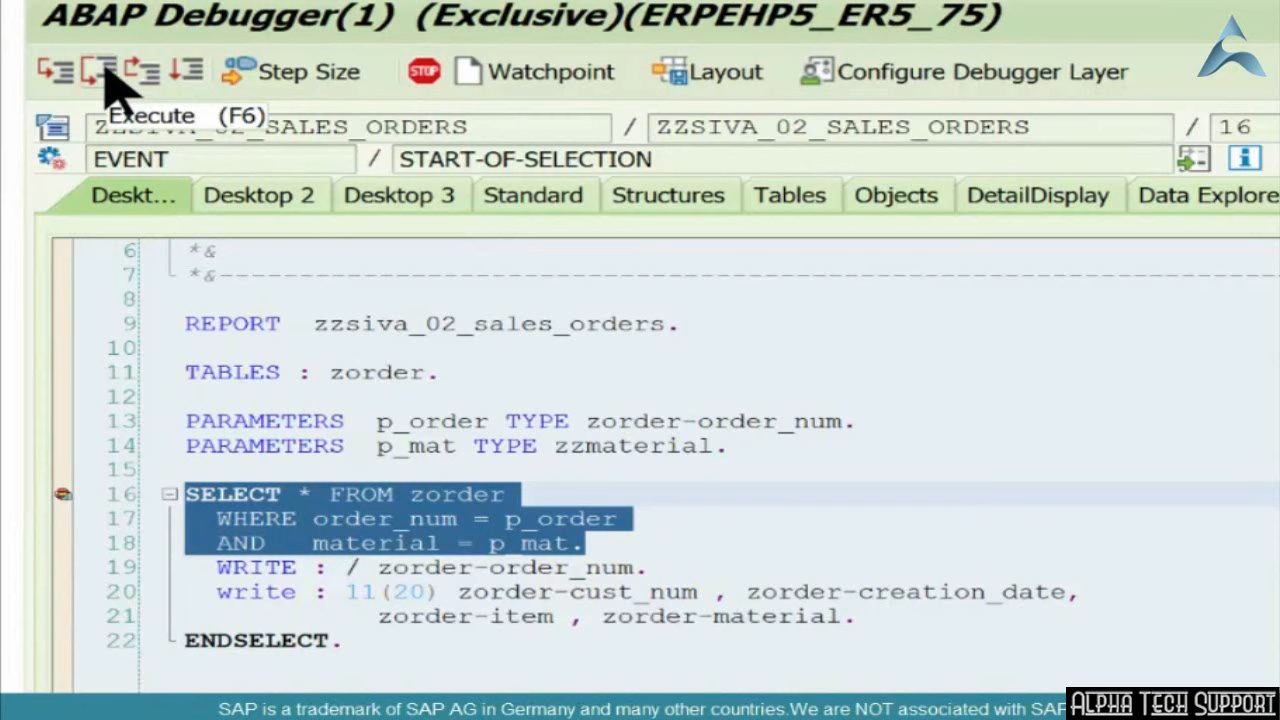 ABAP Debugger(1) (Exclusive)(ERPEHP5_ER5_75)
Step Size STOP Watchpoint Layout Configure Debugger Layer
Execute (F6)
ZZSIVA_02_SALES_ORDERS / ZZSIVA_02_SALES_ORDERS / 16
EVENT / START-OF-SELECTION
Deskt... Desktop 2 Desktop 3 Standard Structures Tables Objects DetailDisplay Data Explore
6 *&
7 *&---------------------------------------------------------------------
8
9 REPORT zzsiva_02_sales_orders.
10
11 TABLES : zorder.
12
13 PARAMETERS p_order TYPE zorder-order_num.
14 PARAMETERS p_mat TYPE zzmaterial.
15
16 SELECT * FROM zorder
17 WHERE order_num = p_order
18 AND material = p_mat.
19 WRITE : / zorder-order_num.
20 write : 11(20) zorder-cust_num , zorder-creation_date,
21 zorder-item , zorder-material.
22 ENDSELECT.
SAP is a trademark of SAP AG in Germany and many other countries.We are NOT associated with SAP
Alpha Tech Support